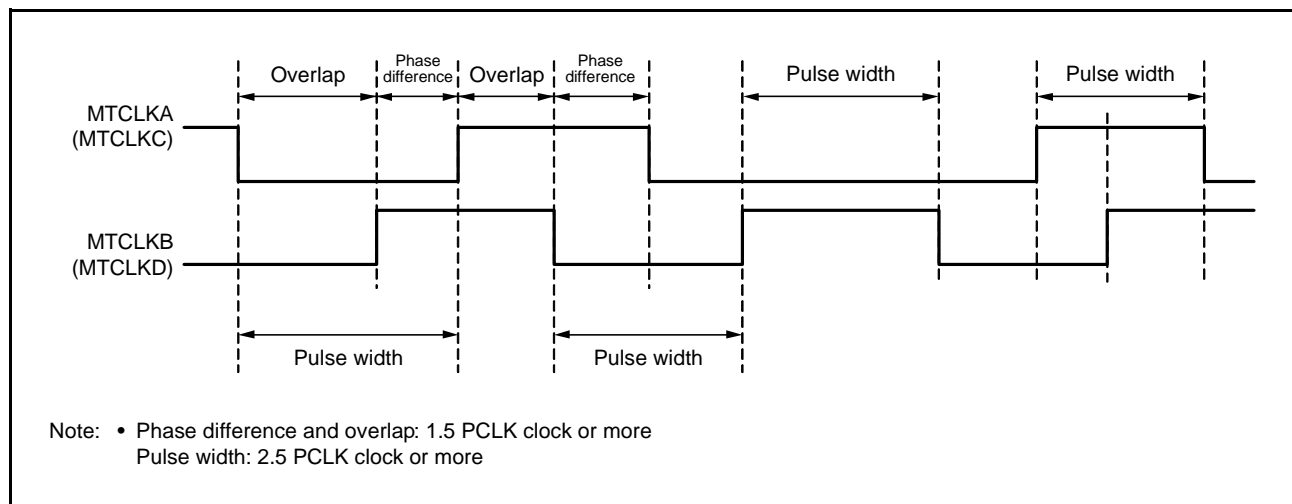 Overlap
Phase
difference
Overlap
Phase
difference
Pulse width
Pulse width
MTCLKA
(MTCLKC)
MTCLKB
(MTCLKD)
Pulse width
Pulse width
Note: • Phase difference and overlap: 1.5 PCLK clock or more
Pulse width: 2.5 PCLK clock or more